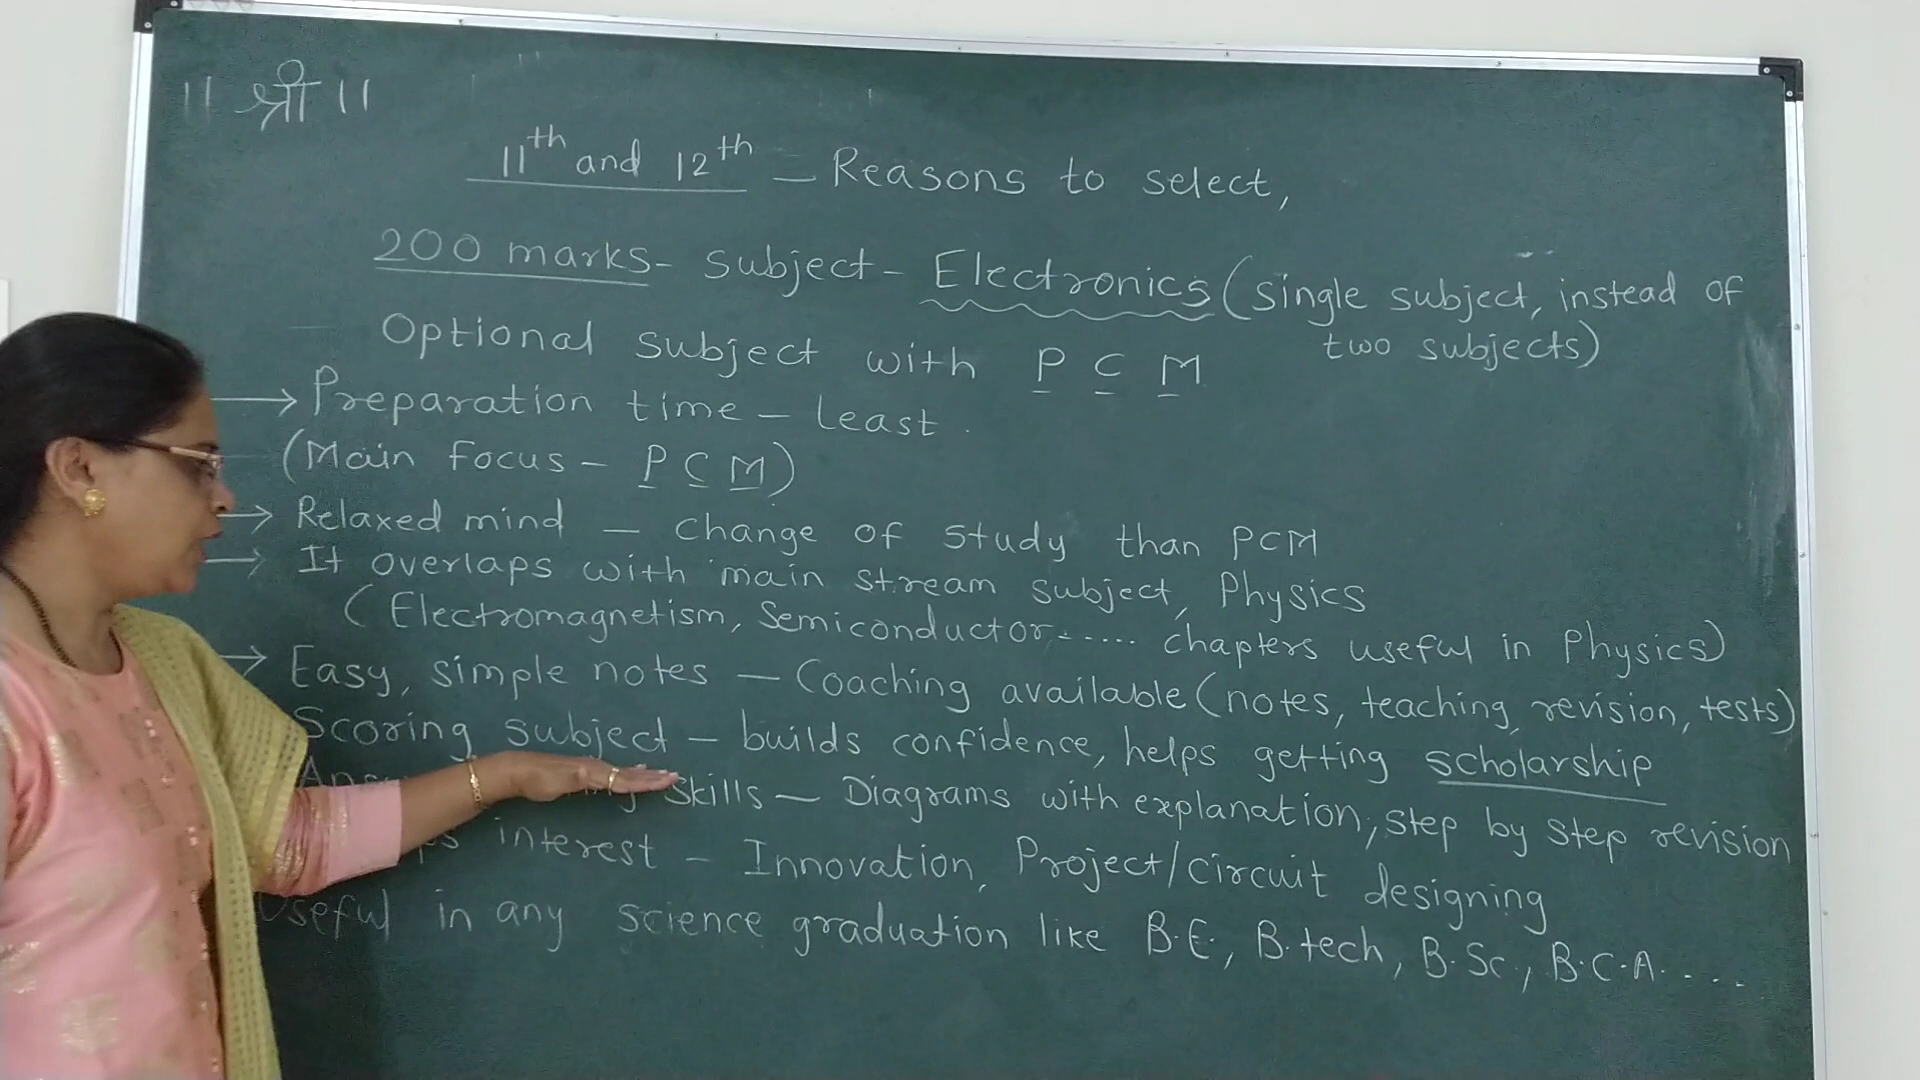 ॥ श्री ॥
11th and 12th – Reasons to select,
200 marks - subject - Electronics (single subject, instead of
two subjects)
Optional subject with P C M
→ Preparation time – least.
(Main focus - P C M)
→ Relaxed mind – change of study than PCM
→ It overlaps with main stream subject, Physics
(Electromagnetism, Semiconductor...... chapters useful in Physics)
→ Easy, simple notes – Coaching available (notes, teaching, revision, tests)
Scoring subject – builds confidence, helps getting scholarship
skills – Diagrams with explanation, step by step revision
interest – Innovation, Project/circuit designing
Useful in any science graduation like B.E., B.tech, B.Sc., B.C.A.....